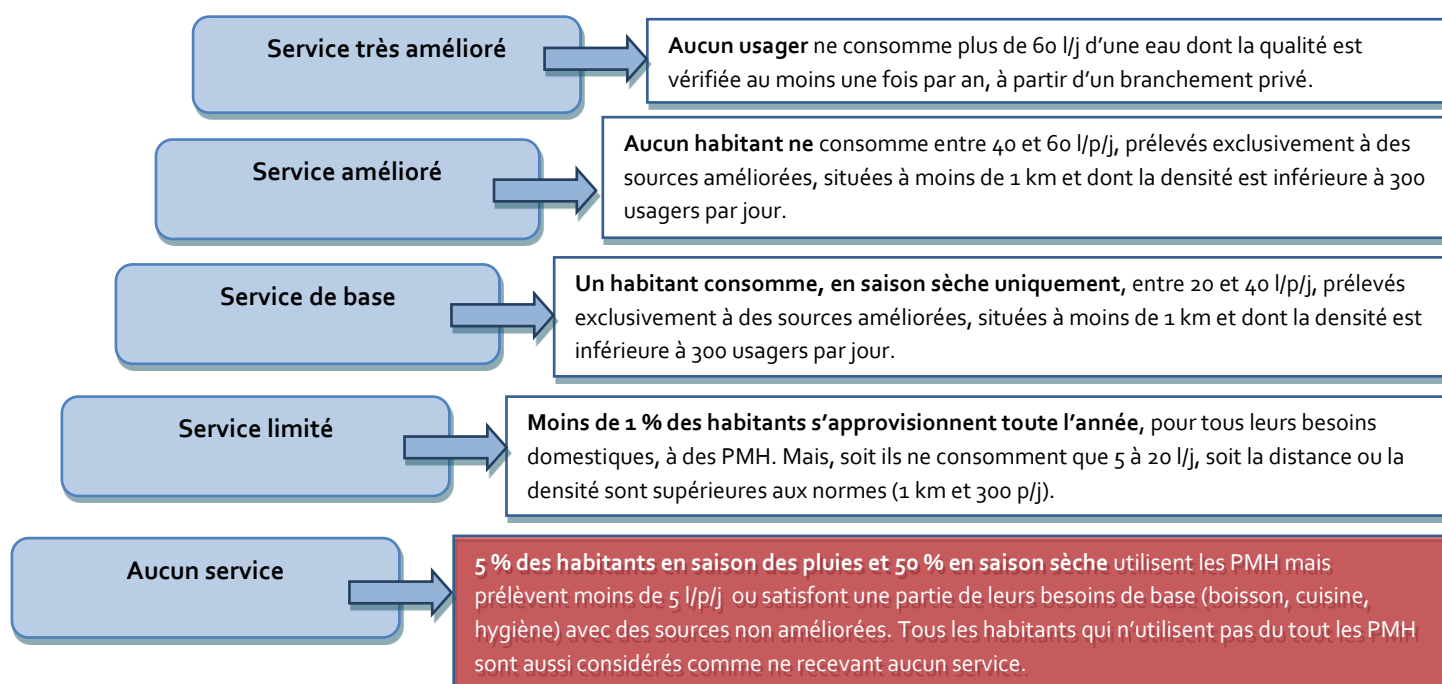 Service très amélioré
Aucun usager ne consomme plus de 60 l/j d’une eau dont la qualité est
vérifiée au moins une fois par an, à partir d’un branchement privé.
Service amélioré
Aucun habitant ne consomme entre 40 et 60 l/p/j, prélevés exclusivement à des
sources améliorées, situées à moins de 1 km et dont la densité est inférieure à 300
usagers par jour.
Service de base
Un habitant consomme, en saison sèche uniquement, entre 20 et 40 l/p/j, prélevés
exclusivement à des sources améliorées, situées à moins de 1 km et dont la densité est
inférieure à 300 usagers par jour.
Service limité
Moins de 1 % des habitants s’approvisionnent toute l’année, pour tous leurs besoins
domestiques, à des PMH. Mais, soit ils ne consomment que 5 à 20 l/j, soit la distance ou la
densité sont supérieures aux normes (1 km et 300 p/j).
Aucun service
5 % des habitants en saison des pluies et 50 % en saison sèche utilisent les PMH mais
prélèvent moins de 5 l/p/j ou satisfont une partie de leurs besoins de base (boisson, cuisine,
hygiène) avec des sources non améliorées. Tous les habitants qui n’utilisent pas du tout les PMH
sont aussi considérés comme ne recevant aucun service.